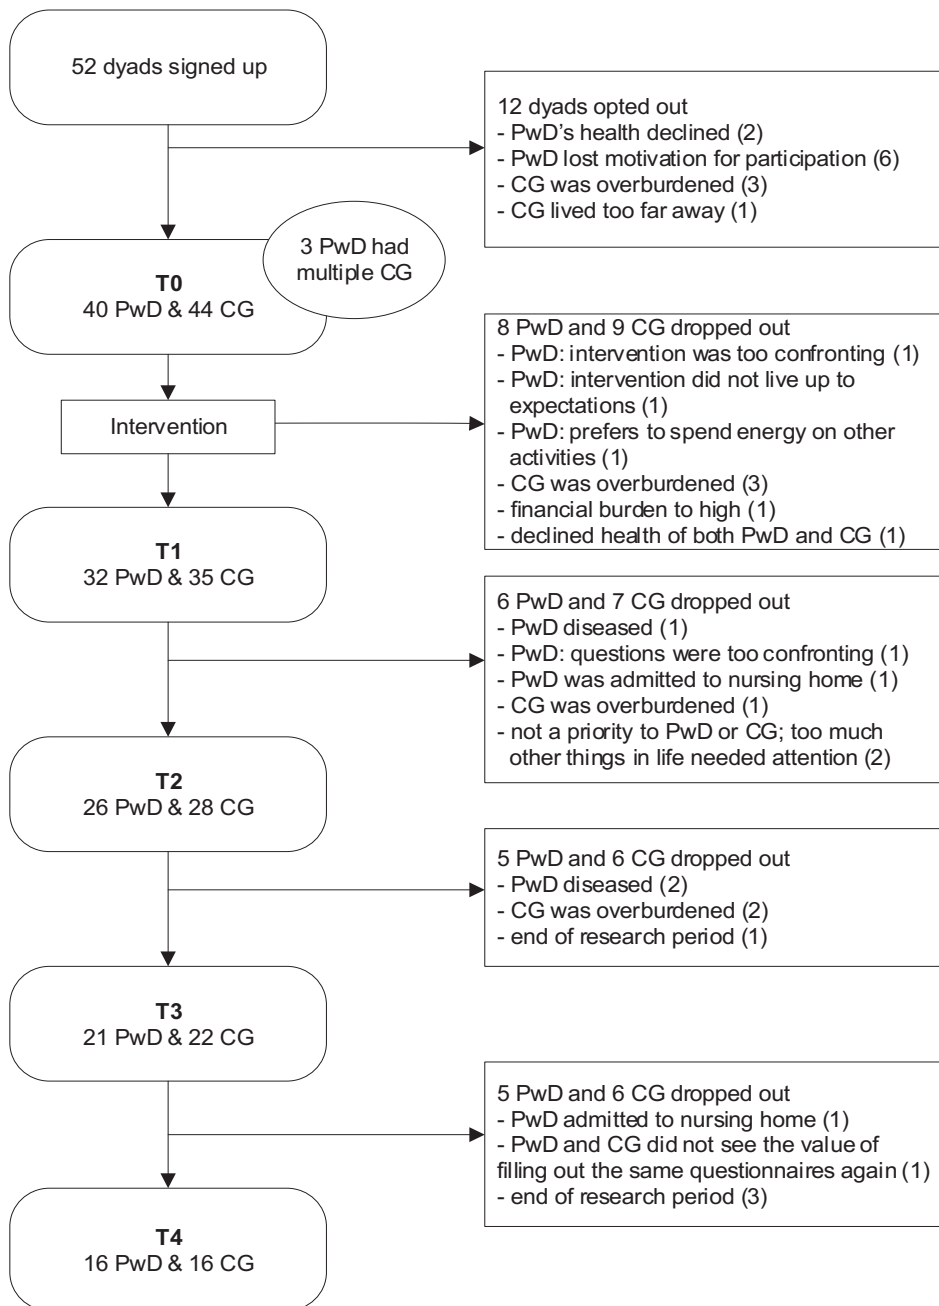 52 dyads signed up
12 dyads opted out
- PwD's health declined (2)
- PwD lost motivation for participation (6)
- CG was overburdened (3)
- CG lived too far away (1)
3 PwD had
multiple CG
T0
40 PwD & 44 CG
8 PwD and 9 CG dropped out
- PwD: intervention was too confronting (1)
- PwD: intervention did not live up to
expectations (1)
- PwD: prefers to spend energy on other
activities (1)
- CG was overburdened (3)
- financial burden to high (1)
- declined health of both PwD and CG (1)
Intervention
T1
32 PwD & 35 CG
6 PwD and 7 CG dropped out
- PwD diseased (1)
- PwD: questions were too confronting (1)
- PwD was admitted to nursing home (1)
- CG was overburdened (1)
- not a priority to PwD or CG; too much
other things in life needed attention (2)
T2
26 PwD & 28 CG
5 PwD and 6 CG dropped out
- PwD diseased (2)
- CG was overburdened (2)
- end of research period (1)
T3
21 PwD & 22 CG
5 PwD and 6 CG dropped out
- PwD admitted to nursing home (1)
- PwD and CG did not see the value of
filling out the same questionnaires again (1)
- end of research period (3)
T4
16 PwD & 16 CG